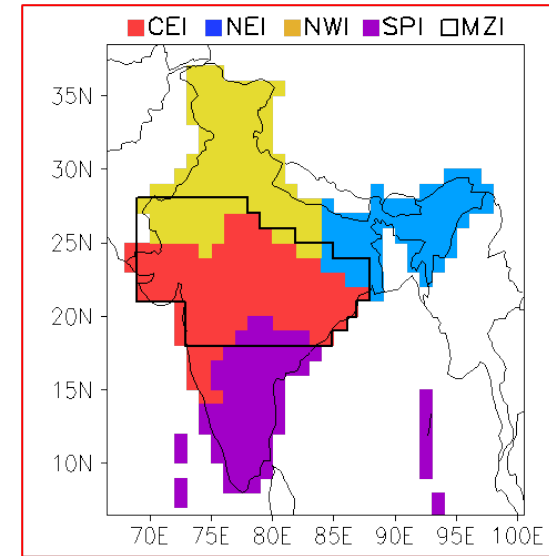 CEI NEI NWI SPI MZI
35N
30N
25N
20N
15N
10N
70E 75E 80E 85E 90E 95E 100E